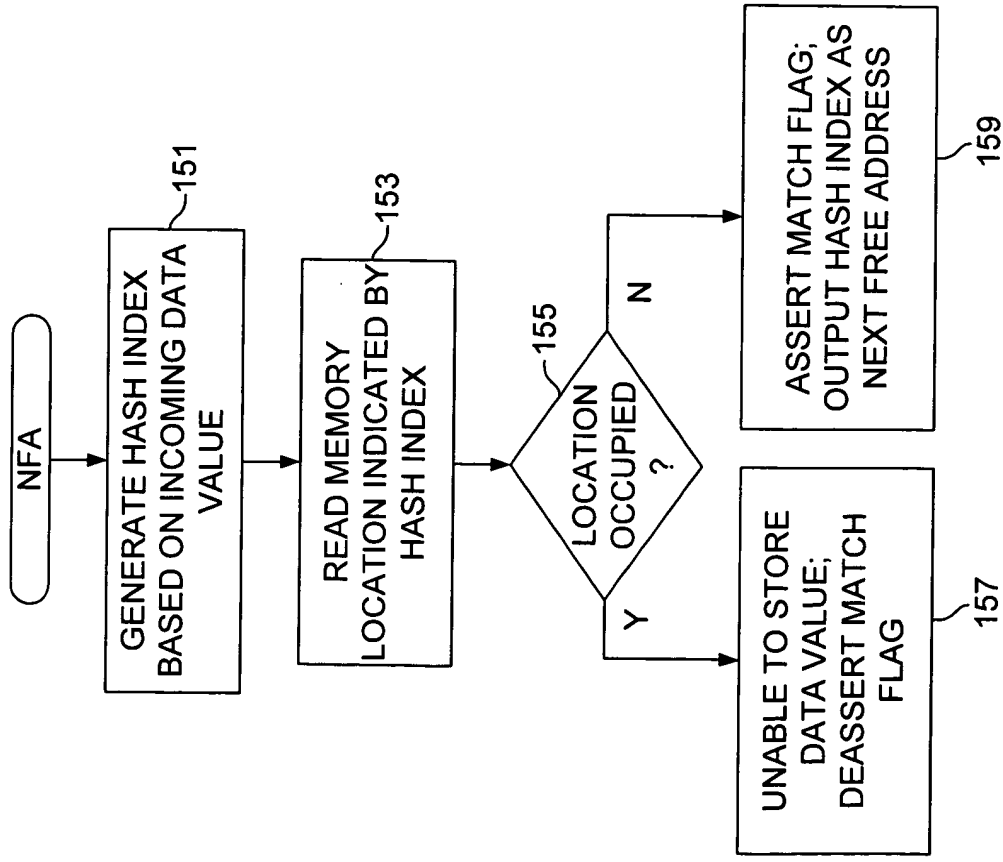 NFA
GENERATE HASH INDEX
BASED ON INCOMING DATA
VALUE
151
READ MEMORY
LOCATION INDICATED BY
HASH INDEX
153
LOCATION
OCCUPIED
?
155
Y
N
UNABLE TO STORE
DATA VALUE;
DEASSERT MATCH
FLAG
157
ASSERT MATCH FLAG;
OUTPUT HASH INDEX AS
NEXT FREE ADDRESS
159